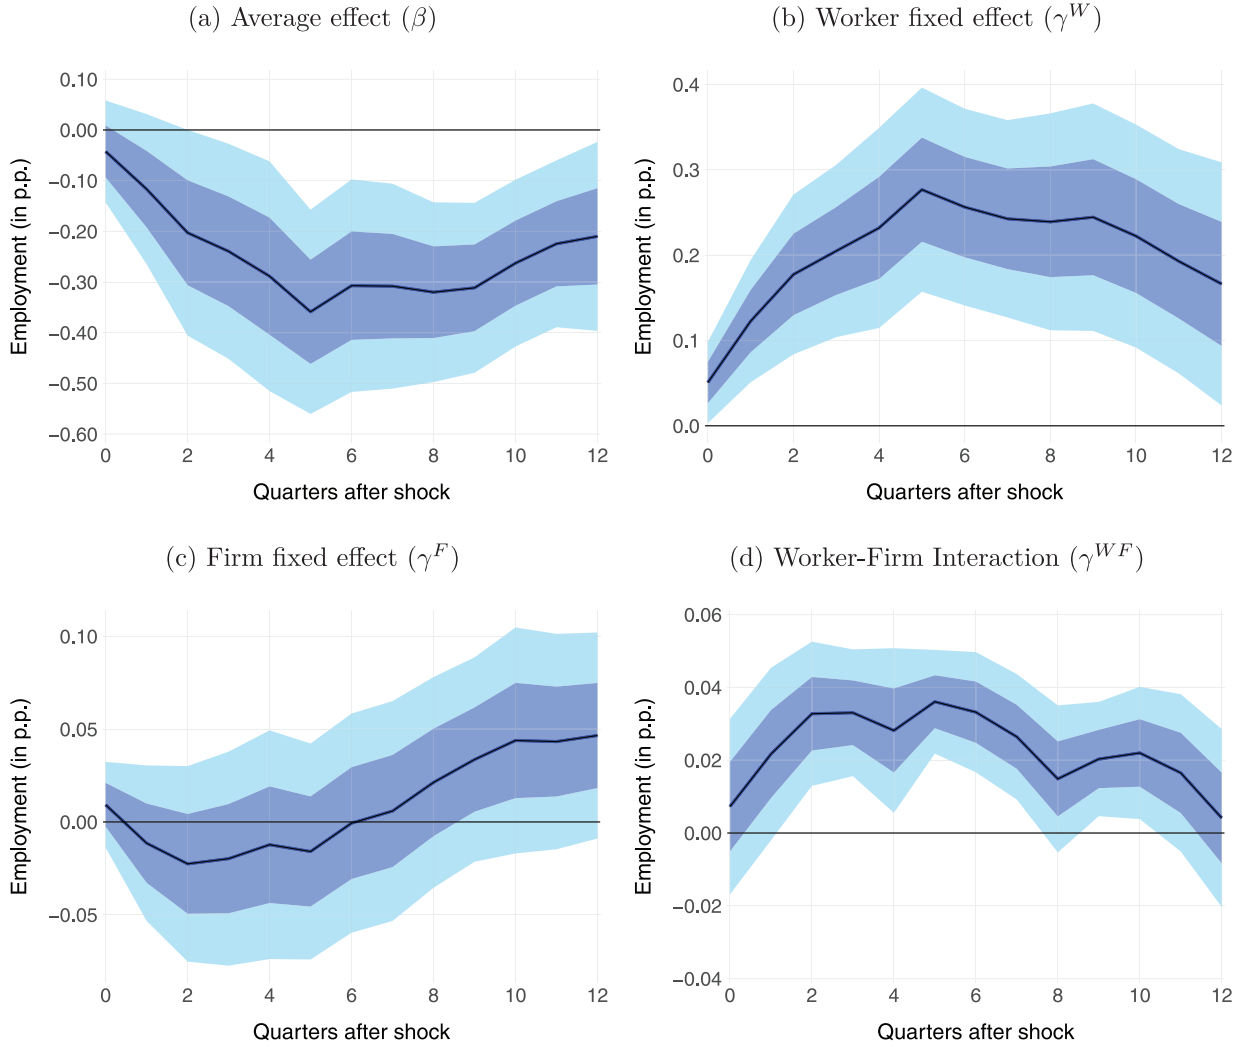 (a) Average effect (β)
0.10
0.00
−0.10
−0.20
−0.30
−0.40
−0.50
−0.60
Employment (in p.p.)
0 2 4 6 8 10 12
Quarters after shock
(b) Worker fixed effect (γ^W)
0.4
0.3
0.2
0.1
0.0
Employment (in p.p.)
0 2 4 6 8 10 12
Quarters after shock
(c) Firm fixed effect (γ^F)
0.10
0.05
0.00
−0.05
Employment (in p.p.)
0 2 4 6 8 10 12
Quarters after shock
(d) Worker-Firm Interaction (γ^{WF})
0.06
0.04
0.02
0.00
−0.02
−0.04
Employment (in p.p.)
0 2 4 6 8 10 12
Quarters after shock